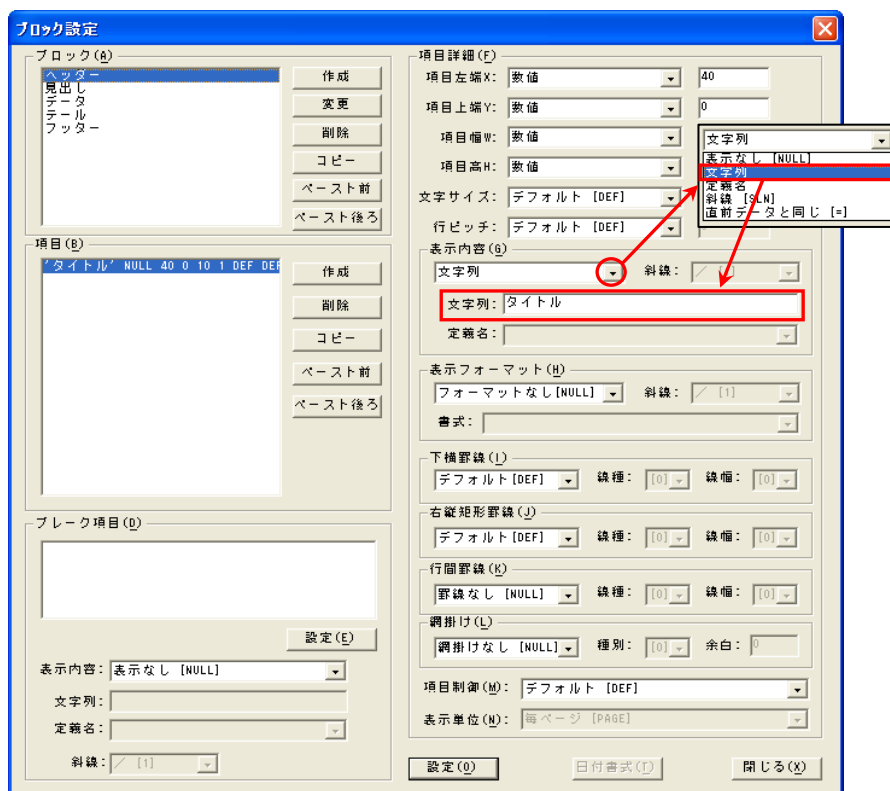 ブロック設定
ブロック(A)
ヘッダー
見出し
データ
テール
フッター
作成
変更
削除
コピー
ペースト前
ペースト後ろ
項目(B)
'タイトル' NULL 40 0 10 1 DEF DEF
作成
削除
コピー
ペースト前
ペースト後ろ
ブレーク項目(D)
設定(E)
表示内容: 表示なし [NULL]
文字列:
定義名:
斜線: ／ [1]
項目詳細(F)
項目左端X: 数値 40
項目上端Y: 数値 0
項目幅W: 数値
項目高H: 数値
文字サイズ: デフォルト [DEF]
行ピッチ: デフォルト [DEF]
文字列
表示なし [NULL]
文字列
定義名
斜線 [SLN]
直前データと同じ [=]
表示内容(G)
文字列 斜線: ／
文字列: タイトル
定義名:
表示フォーマット(H)
フォーマットなし[NULL] 斜線: ／ [1]
書式:
下横罫線(I)
デフォルト[DEF] 線種: [0] 線幅: [0]
右縦矩形罫線(J)
デフォルト[DEF] 線種: [0] 線幅: [0]
行間罫線(K)
罫線なし [NULL] 線種: [0] 線幅: [0]
網掛け(L)
網掛けなし [NULL] 種別: [0] 余白: 0
項目制御(M): デフォルト [DEF]
表示単位(N): 毎ページ [PAGE]
設定(O) 日付書式(T) 閉じる(X)